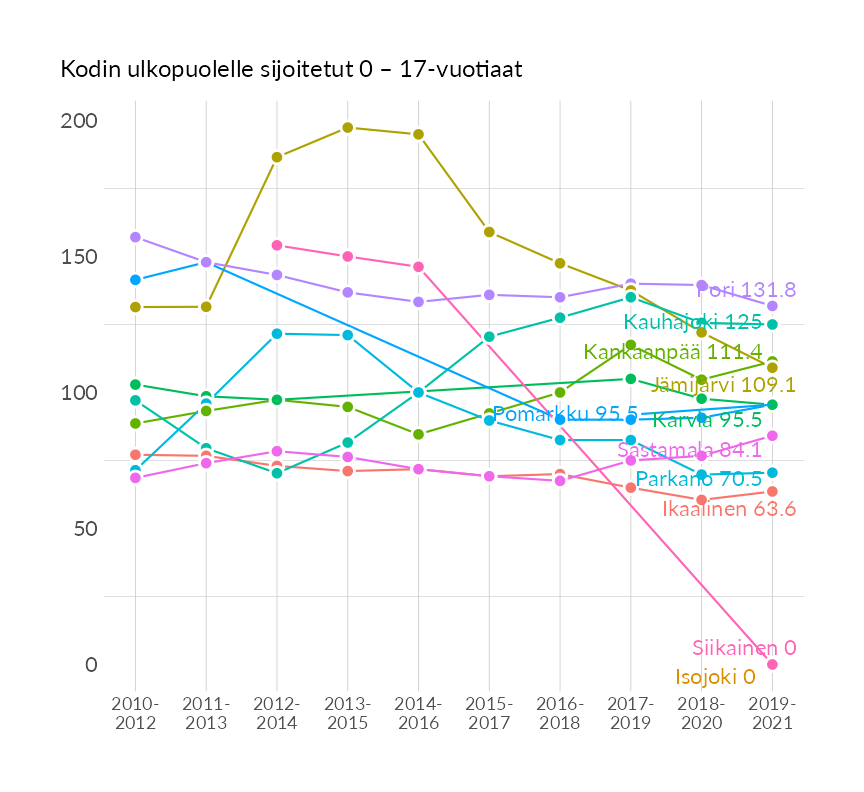 Kodin ulkopuolelle sijoitetut 0 – 17-vuotiaat
200
150
100
50
0
Pori 131.8
Kauhajoki 125
Kankaanpää 111.4
Jämijärvi 109.1
Pomarkku 95.5
Karvia 95.5
Sastamala 84.1
Parkano 70.5
Ikaalinen 63.6
Siikainen 0
Isojoki 0
2010- 2011- 2012- 2013- 2014- 2015- 2016- 2017- 2018- 2019-
2012 2013 2014 2015 2016 2017 2018 2019 2020 2021